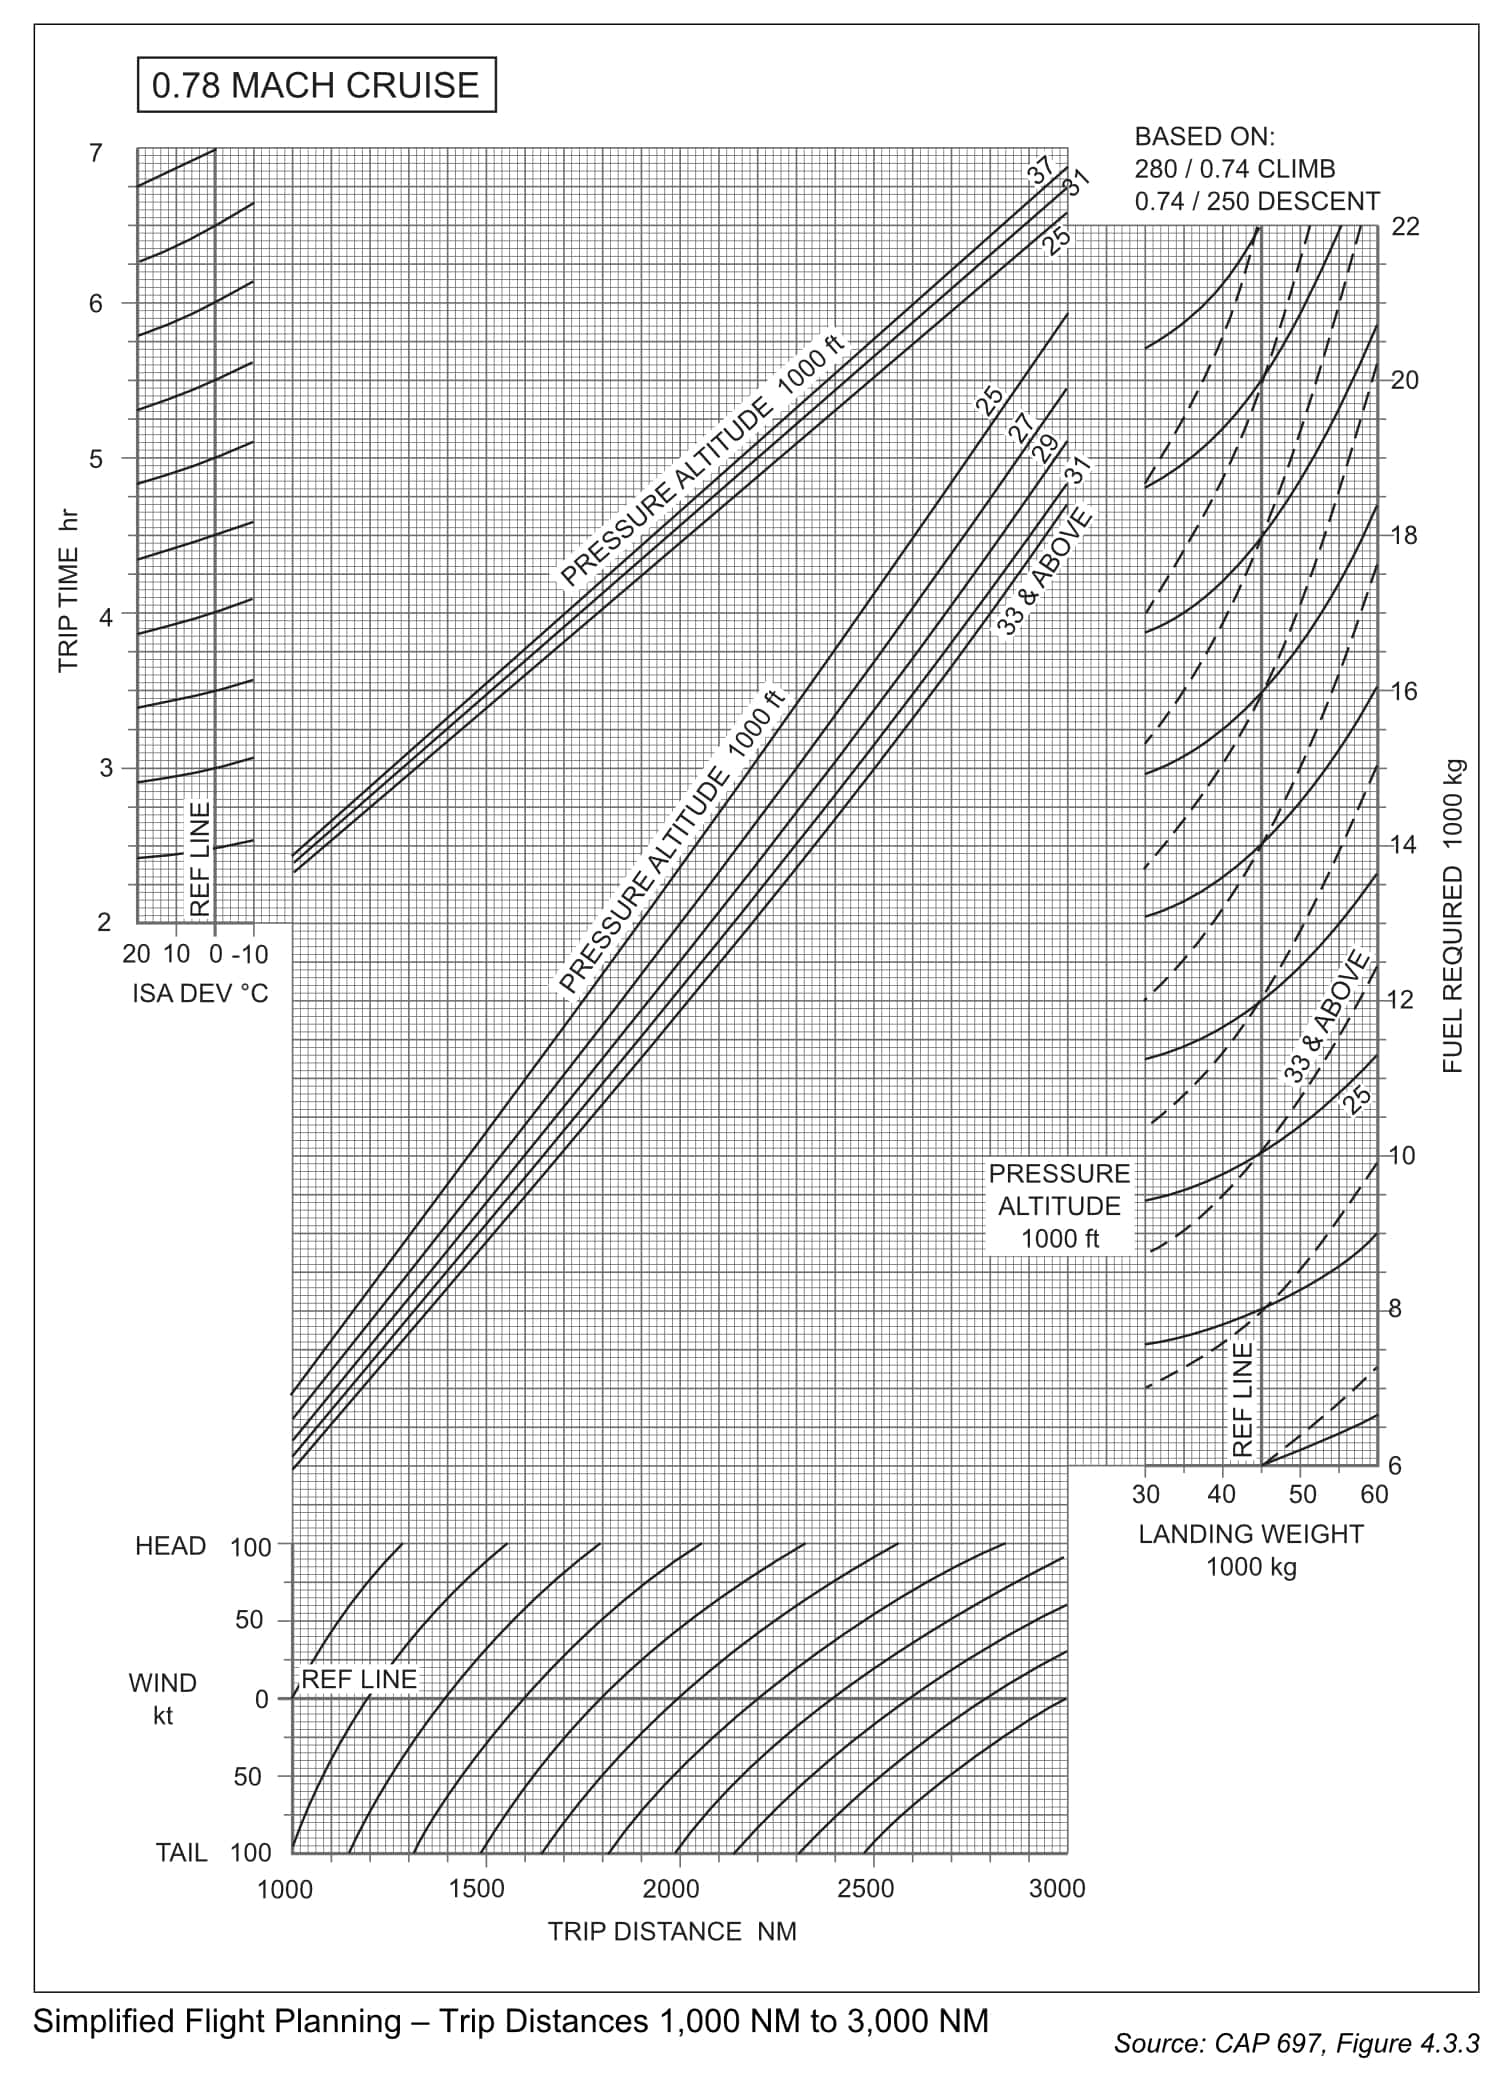 0.78 MACH CRUISE
BASED ON:
280 / 0.74 CLIMB
0.74 / 250 DESCENT
7
6
5
4
3
2
TRIP TIME hr
REF LINE
20 10 0 -10
ISA DEV °C
37
31
25
PRESSURE ALTITUDE 1000 ft
25
27
29
31
33 & ABOVE
PRESSURE ALTITUDE 1000 ft
22
20
18
16
14
12
10
8
6
FUEL REQUIRED 1000 kg
33 & ABOVE
25
PRESSURE
ALTITUDE
1000 ft
REF LINE
30 40 50 60
LANDING WEIGHT
1000 kg
HEAD 100
50
REF LINE
WIND
kt
0
50
TAIL 100
1000 1500 2000 2500 3000
TRIP DISTANCE NM
Simplified Flight Planning – Trip Distances 1,000 NM to 3,000 NM
Source: CAP 697, Figure 4.3.3